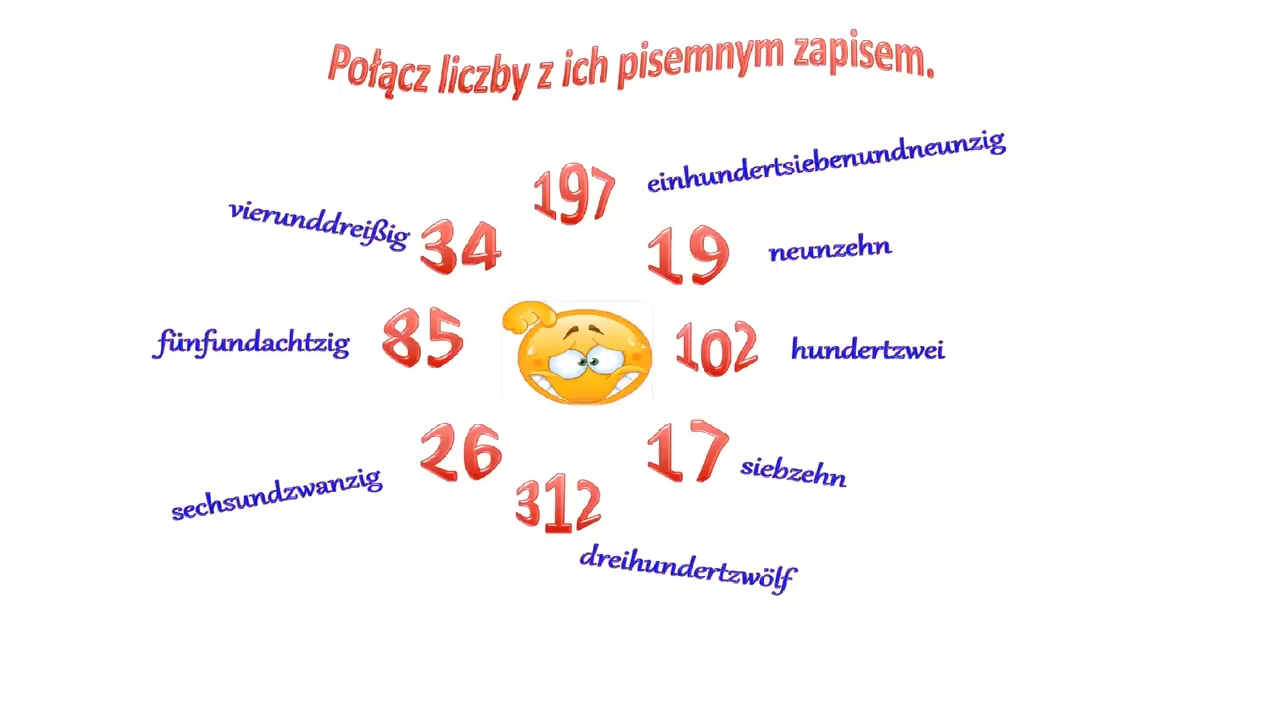 Połącz liczby z ich pisemnym zapisem.
197 einhundertsiebenundneunzig
vierunddreißig 34
19 neunzehn
fünfundachtzig 85
102 hundertzwei
26
sechsundzwanzig
17 siebzehn
312
dreihundertzwölf